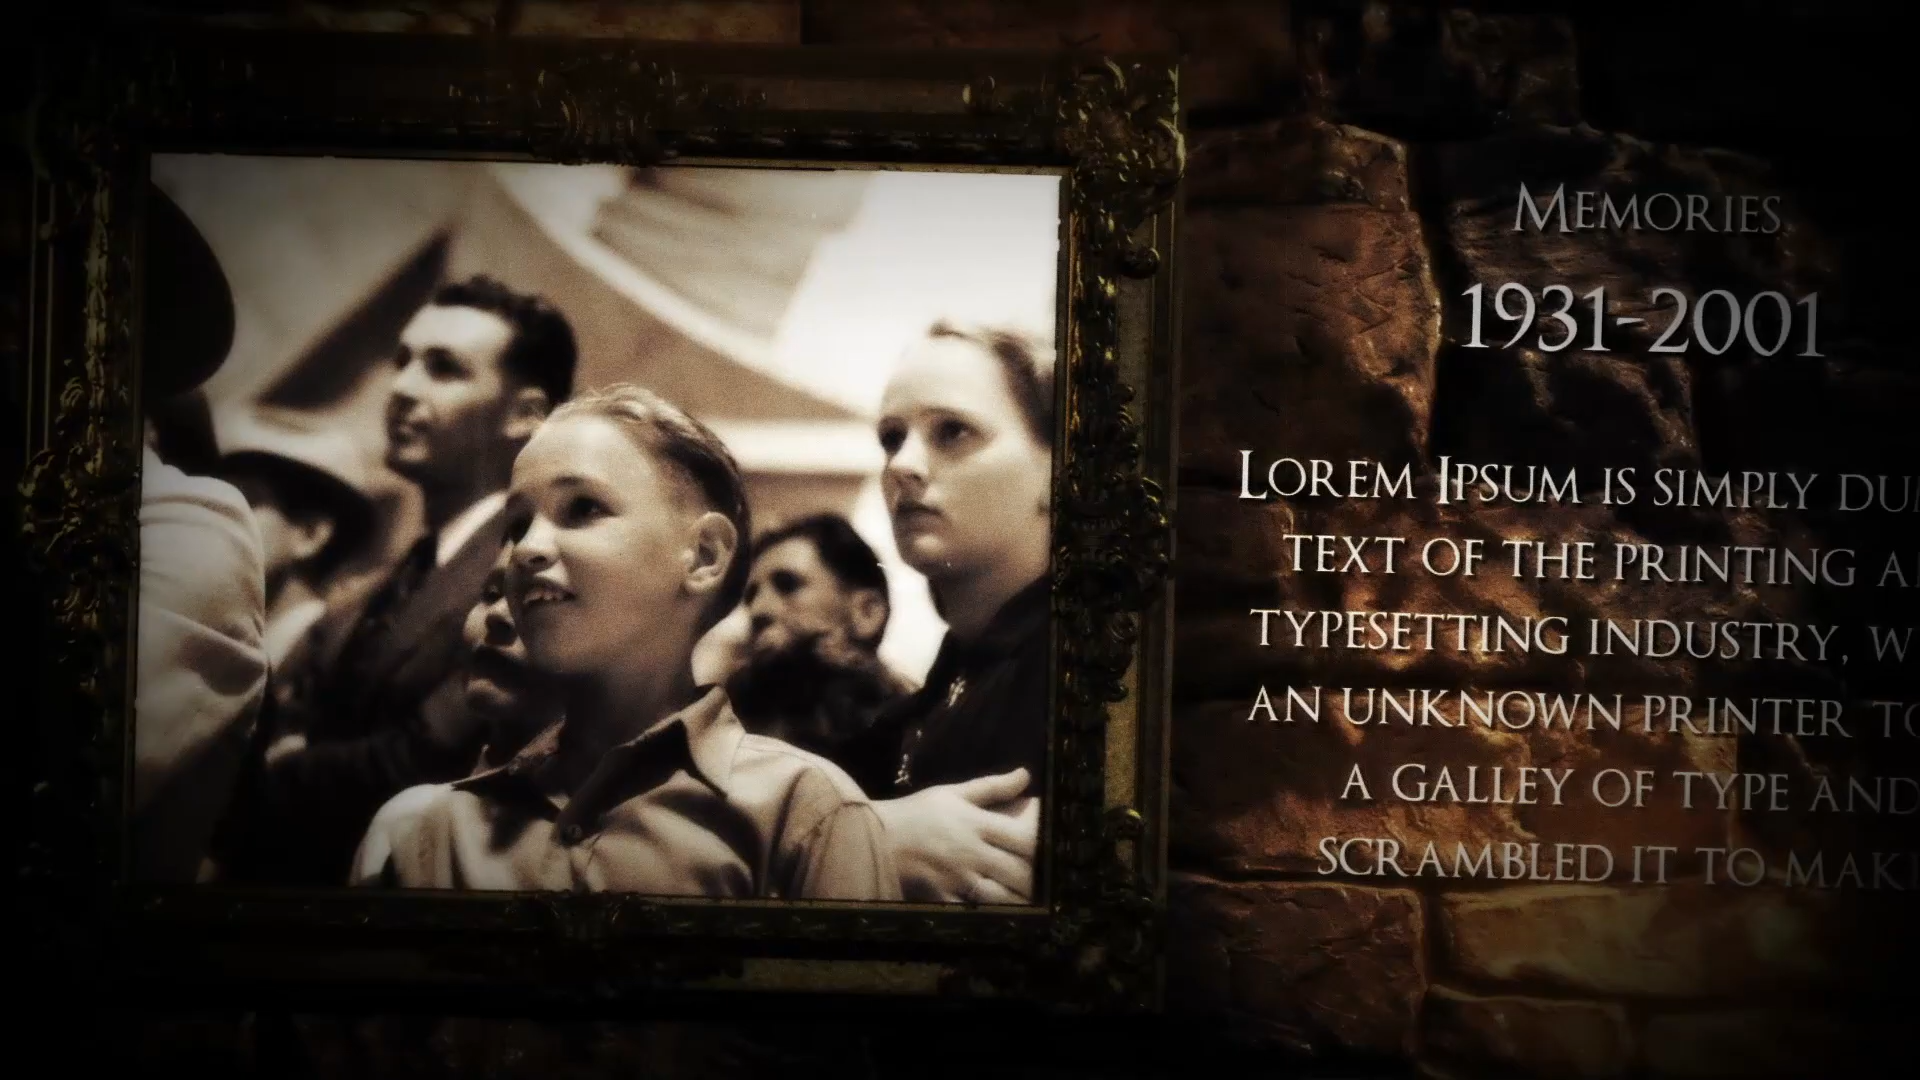 Memories
1931-2001
Lorem Ipsum is simply
text of the printing
typesetting industry,
an unknown printer
a galley of type and
scrambled it to